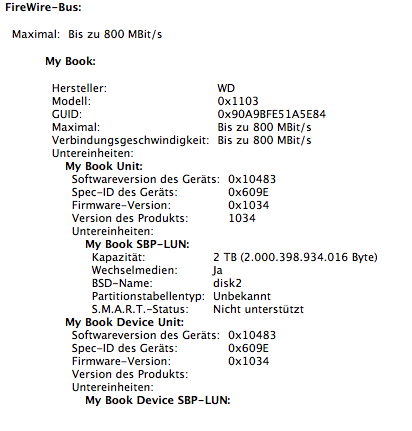 FireWire-Bus:
Maximal: Bis zu 800 MBit/s
My Book:
Hersteller: WD
Modell: 0x1103
GUID: 0x90A9BFE51A5E84
Maximal: Bis zu 800 MBit/s
Verbindungsgeschwindigkeit: Bis zu 800 MBit/s
Untereinheiten:
My Book Unit:
Softwareversion des Geräts: 0x10483
Spec-ID des Geräts: 0x609E
Firmware-Version: 0x1034
Version des Produkts: 1034
Untereinheiten:
My Book SBP-LUN:
Kapazität: 2 TB (2.000.398.934.016 Byte)
Wechselmedien: Ja
BSD-Name: disk2
Partitionstabellentyp: Unbekannt
S.M.A.R.T.-Status: Nicht unterstützt
My Book Device Unit:
Softwareversion des Geräts: 0x10483
Spec-ID des Geräts: 0x609E
Firmware-Version: 0x1034
Version des Produkts:
Untereinheiten:
My Book Device SBP-LUN: